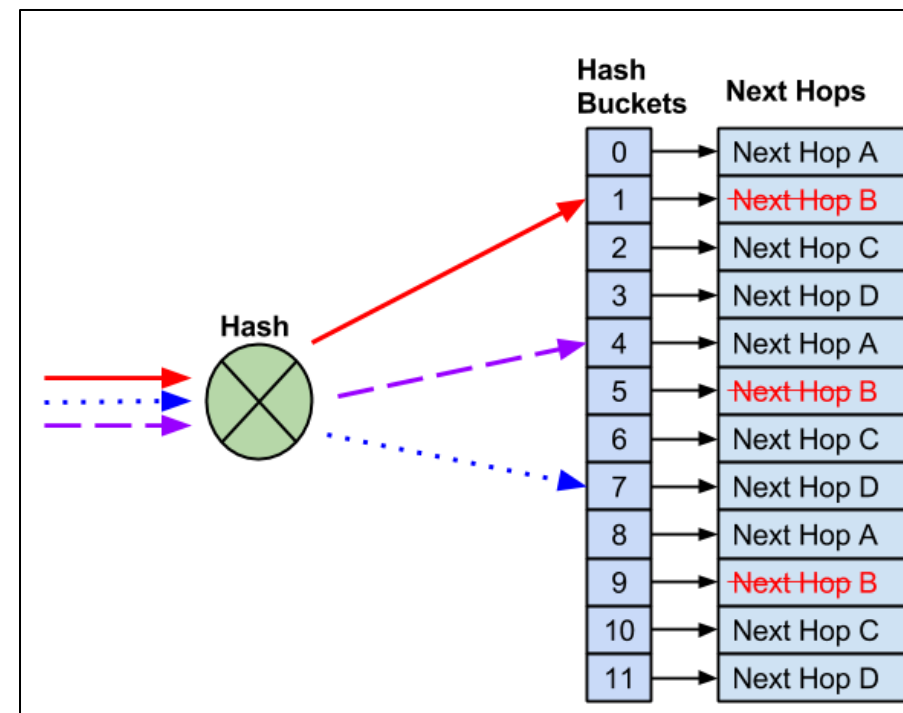 Hash
Buckets
Next Hops
0 Next Hop A
1 Next Hop B
2 Next Hop C
3 Next Hop D
Hash
4 Next Hop A
5 Next Hop B
6 Next Hop C
7 Next Hop D
8 Next Hop A
9 Next Hop B
10 Next Hop C
11 Next Hop D